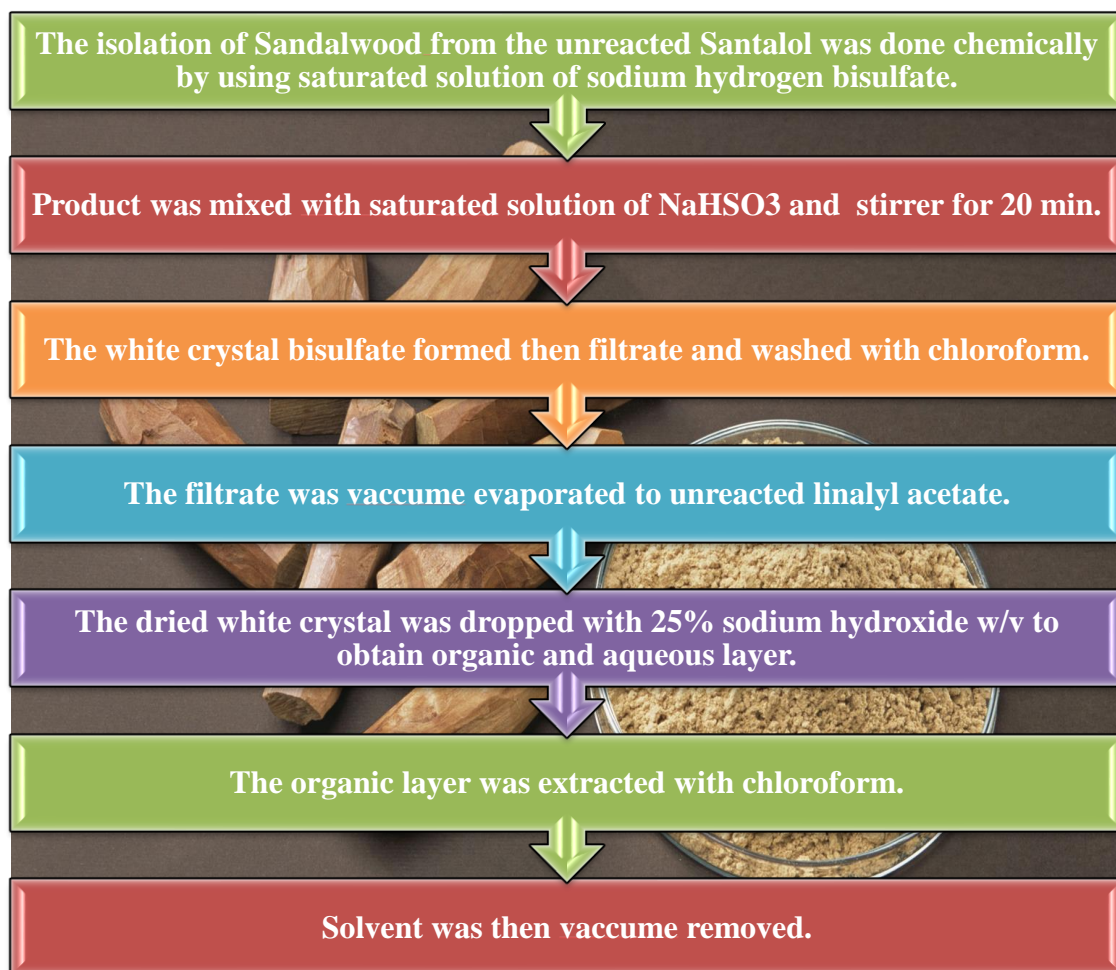 The isolation of Sandalwood from the unreacted Santalol was done chemically
by using saturated solution of sodium hydrogen bisulfate.
Product was mixed with saturated solution of NaHSO3 and stirrer for 20 min.
The white crystal bisulfate formed then filtrate and washed with chloroform.
The filtrate was vaccume evaporated to unreacted linalyl acetate.
The dried white crystal was dropped with 25% sodium hydroxide w/v to
obtain organic and aqueous layer.
The organic layer was extracted with chloroform.
Solvent was then vaccume removed.